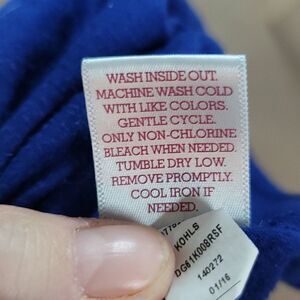 WASH INSIDE OUT.
MACHINE WASH COLD
WITH LIKE COLORS.
GENTLE CYCLE.
ONLY NON-CHLORINE
BLEACH WHEN NEEDED.
TUMBLE DRY LOW.
REMOVE PROMPTLY.
COOL IRON IF
NEEDED.
KOHLS
DG61K008RSF
140272
01/16